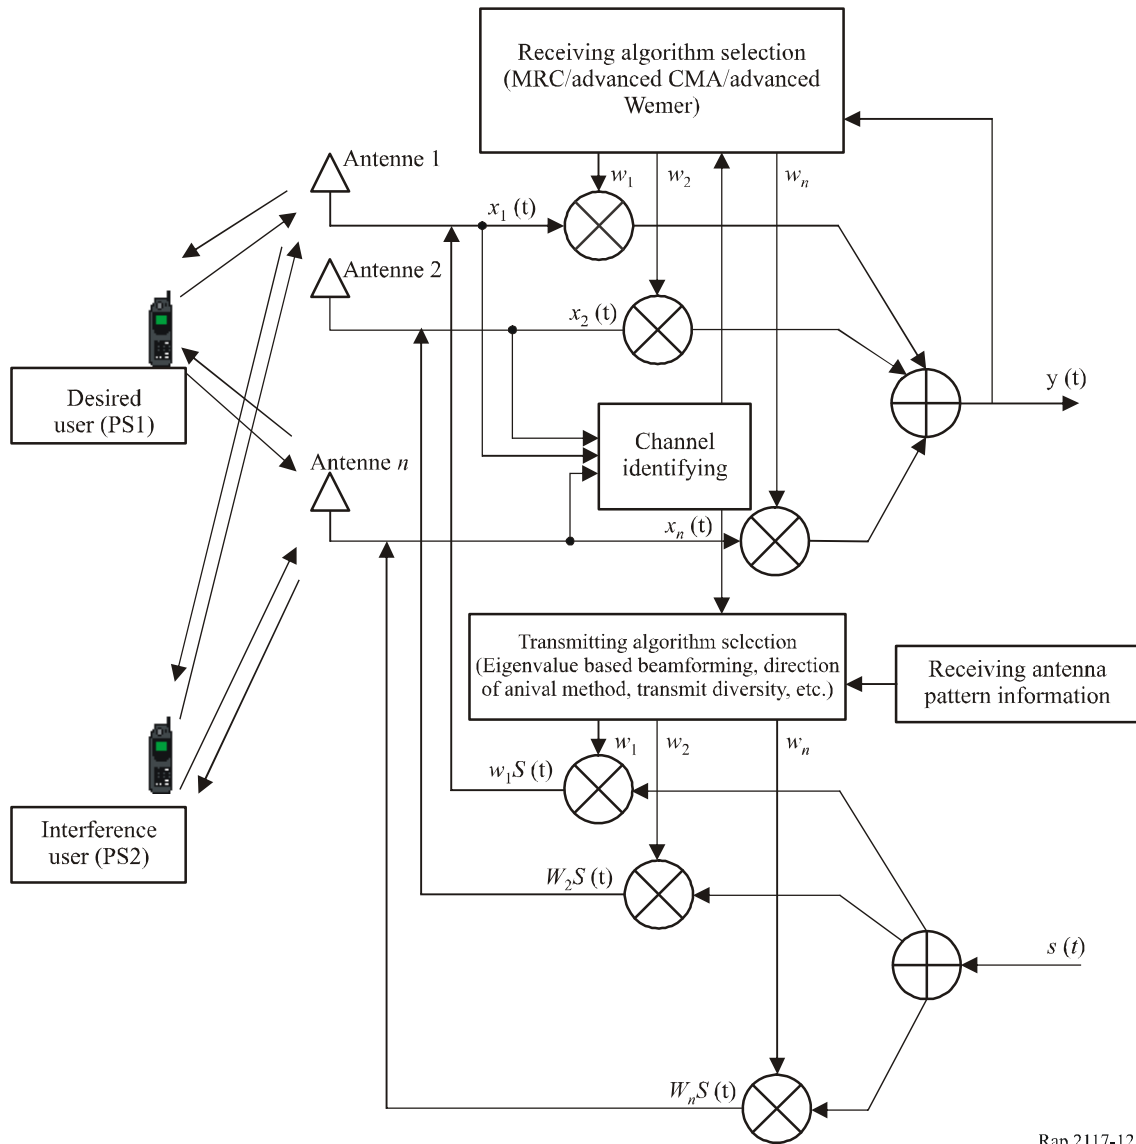 Receiving algorithm selection
(MRC/advanced CMA/advanced
Wemer)
Antenne 1
w1
w2
wn
x1 (t)
Antenne 2
x2 (t)
y (t)
Desired
user (PS1)
Channel
identifying
Antenne n
xn (t)
Transmitting algorithm selection
(Eigenvalue based beamforming, direction
of anival method, transmit diversity, etc.)
Receiving antenna
pattern information
w1
w2
wn
w1S (t)
Interference
user (PS2)
W2S (t)
s (t)
WnS (t)
Rap 2117-12